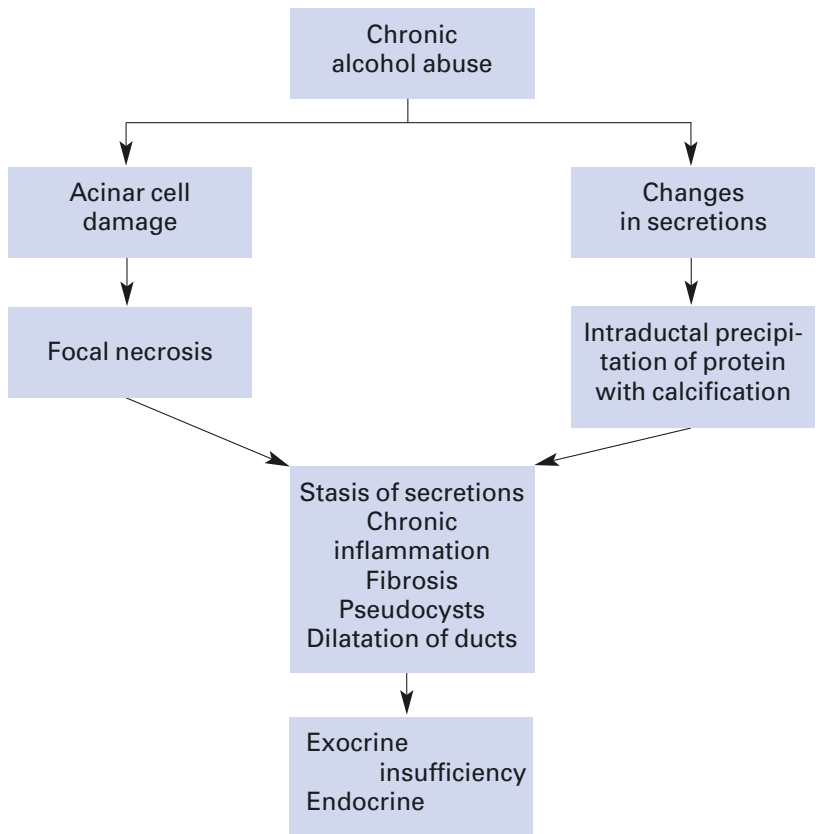 Chronic
alcohol abuse
Acinar cell
damage
Changes
in secretions
Focal necrosis
Intraductal precipi-
tation of protein
with calcification
Stasis of secretions
Chronic
inflammation
Fibrosis
Pseudocysts
Dilatation of ducts
Exocrine
insufficiency
Endocrine